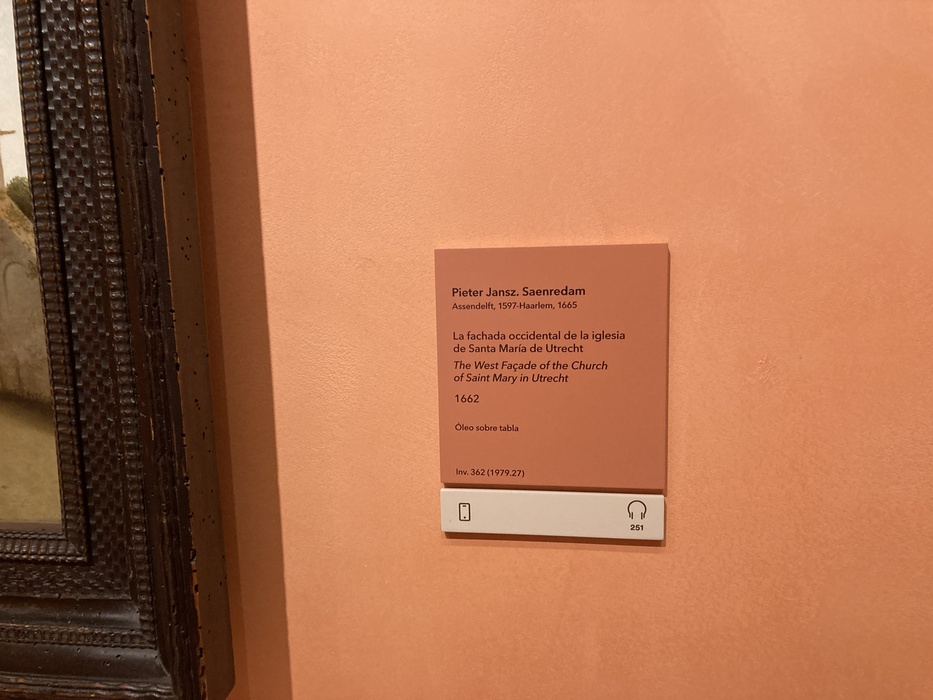 Pieter Jansz. Saenredam
Assendelft, 1597-Haarlem, 1665
La fachada occidental de la iglesia
de Santa María de Utrecht
The West Façade of the Church
of Saint Mary in Utrecht
1662
Óleo sobre tabla
Inv. 362 (1979.27)
251